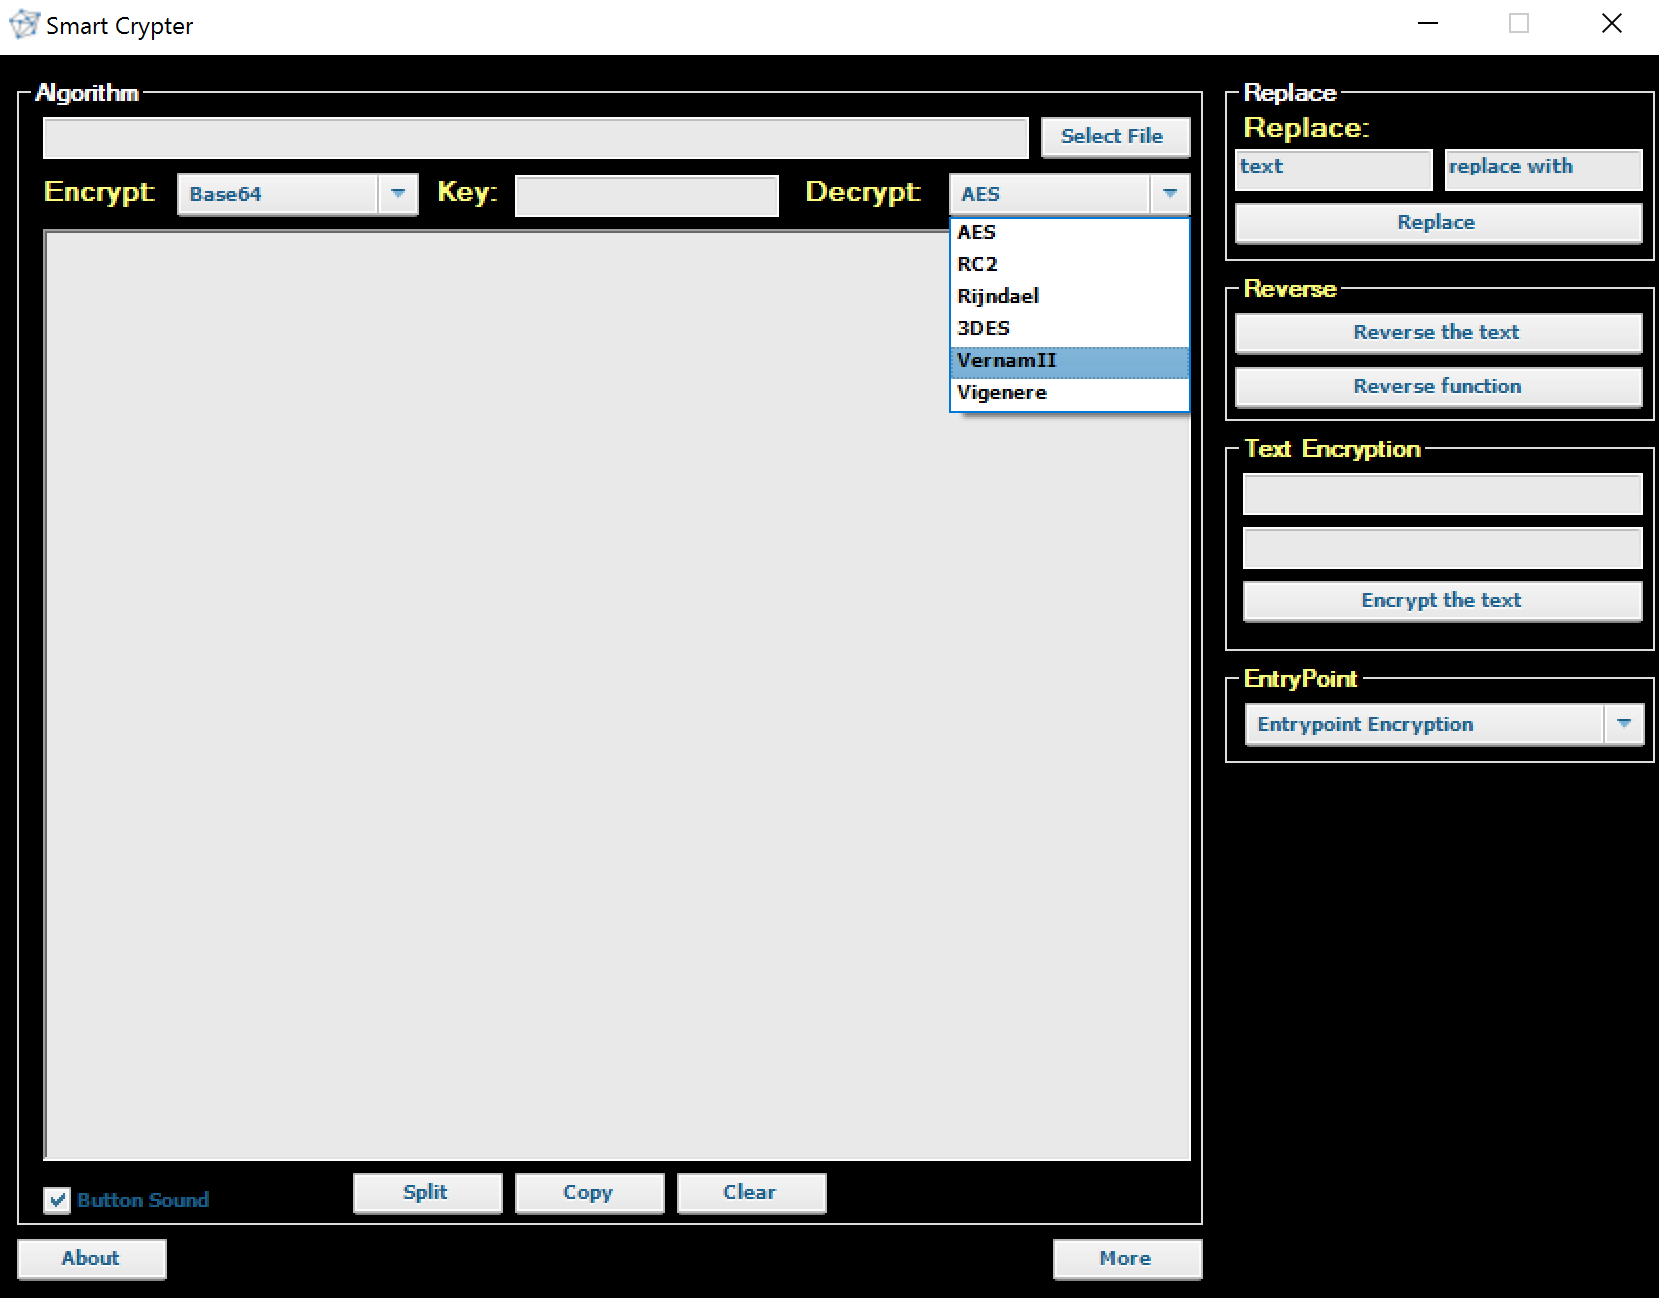 Smart Crypter
Algorithm
Select File
Encrypt:
Base64
Key:
Decrypt:
AES
AES
RC2
Rijndael
3DES
VernamII
Vigenere
Button Sound
Split
Copy
Clear
About
More
Replace
Replace:
text
replace with
Replace
Reverse
Reverse the text
Reverse function
Text Encryption
Encrypt the text
EntryPoint
Entrypoint Encryption